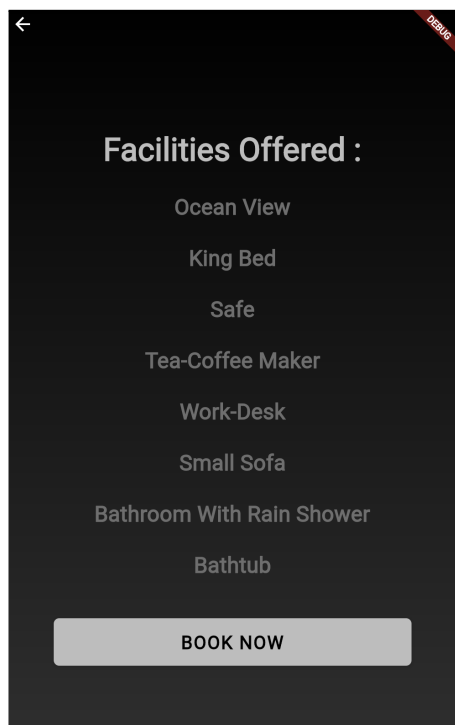 DEBUG
Facilities Offered :
Ocean View
King Bed
Safe
Tea-Coffee Maker
Work-Desk
Small Sofa
Bathroom With Rain Shower
Bathtub
BOOK NOW